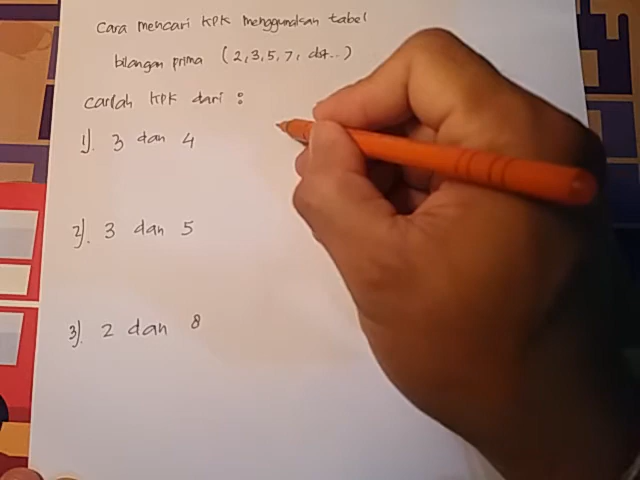 Cara mencari KPK menggunakan tabel
bilangan prima (2, 3, 5, 7, dst..)
Carilah KPK dari :
1). 3 dan 4
2). 3 dan 5
3). 2 dan 8